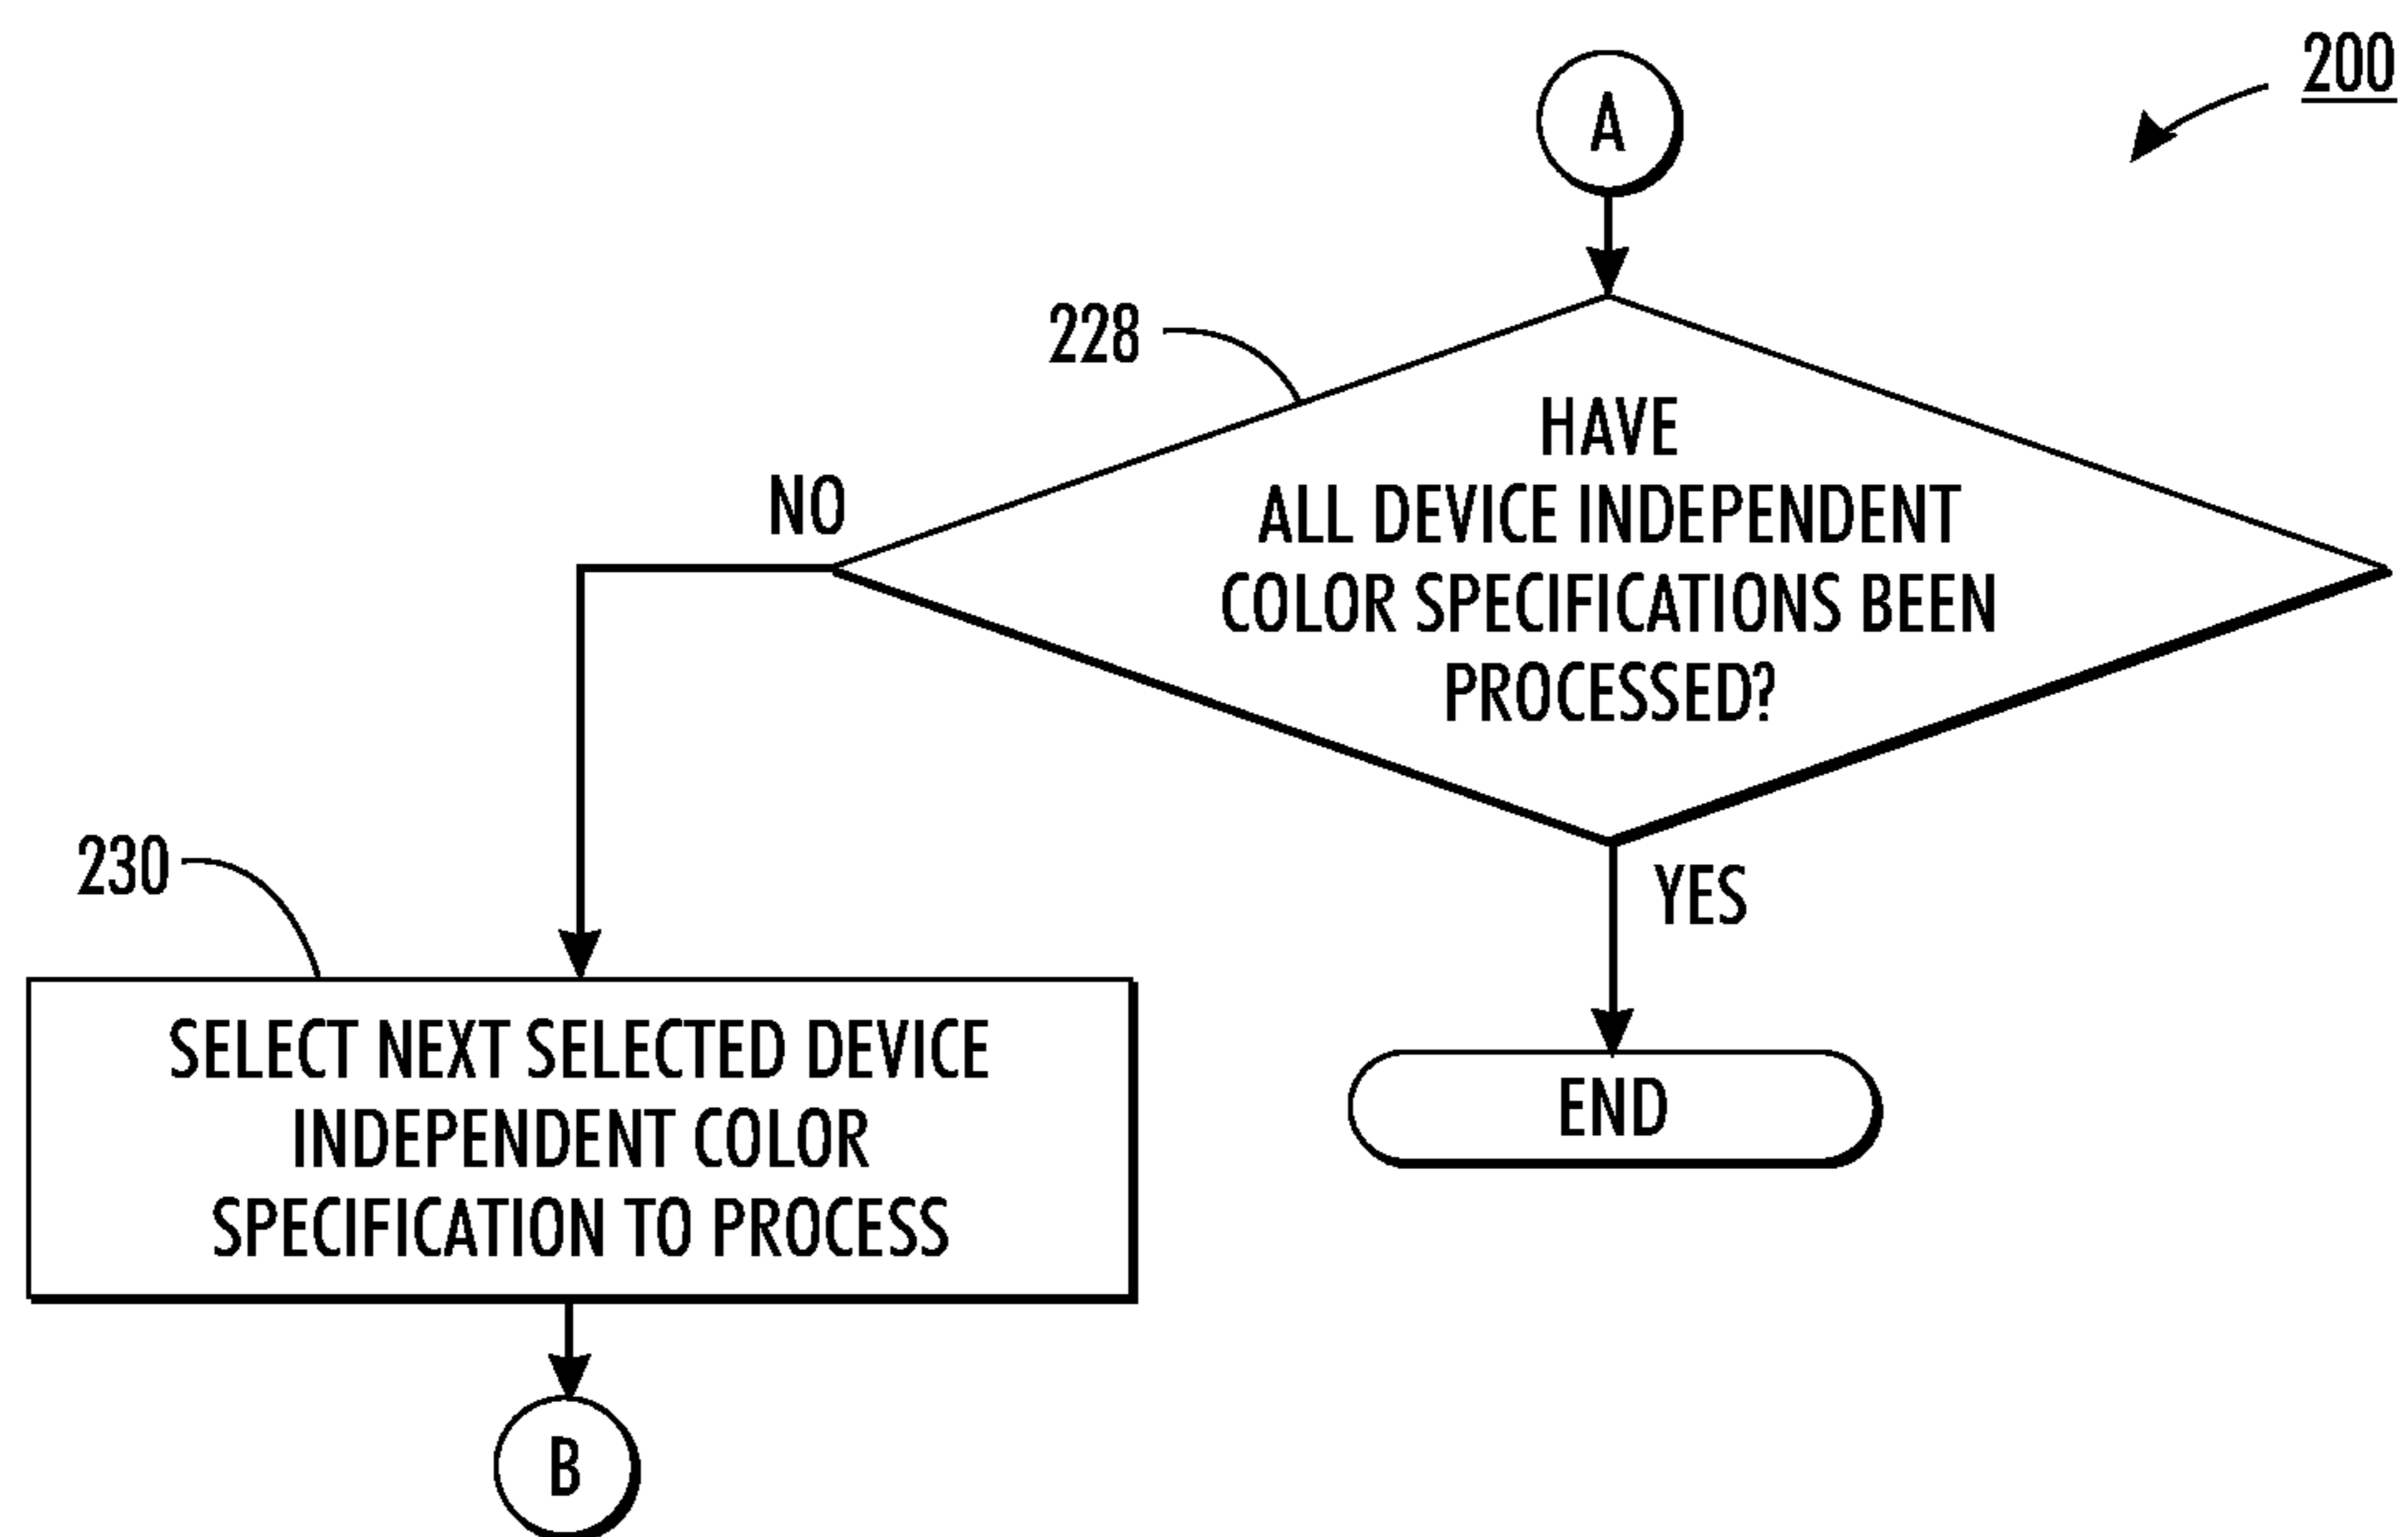 200
A
228
HAVE
ALL DEVICE INDEPENDENT
COLOR SPECIFICATIONS BEEN
PROCESSED?
NO
YES
230
SELECT NEXT SELECTED DEVICE
INDEPENDENT COLOR
SPECIFICATION TO PROCESS
END
B